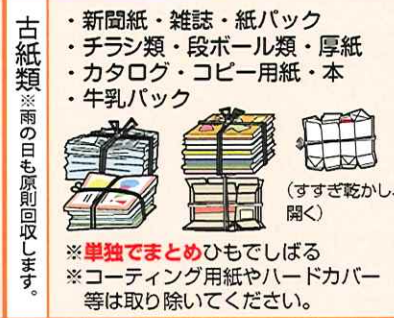 古紙類※雨の日も原則回収します。
・新聞紙・雑誌・紙パック
・チラシ類・段ボール類・厚紙
・カタログ・コピー用紙・本
・牛乳パック
(すすぎ乾かし、
開く)
※単独でまとめひもでしばる
※コーティング用紙やハードカバー
等は取り除いてください。